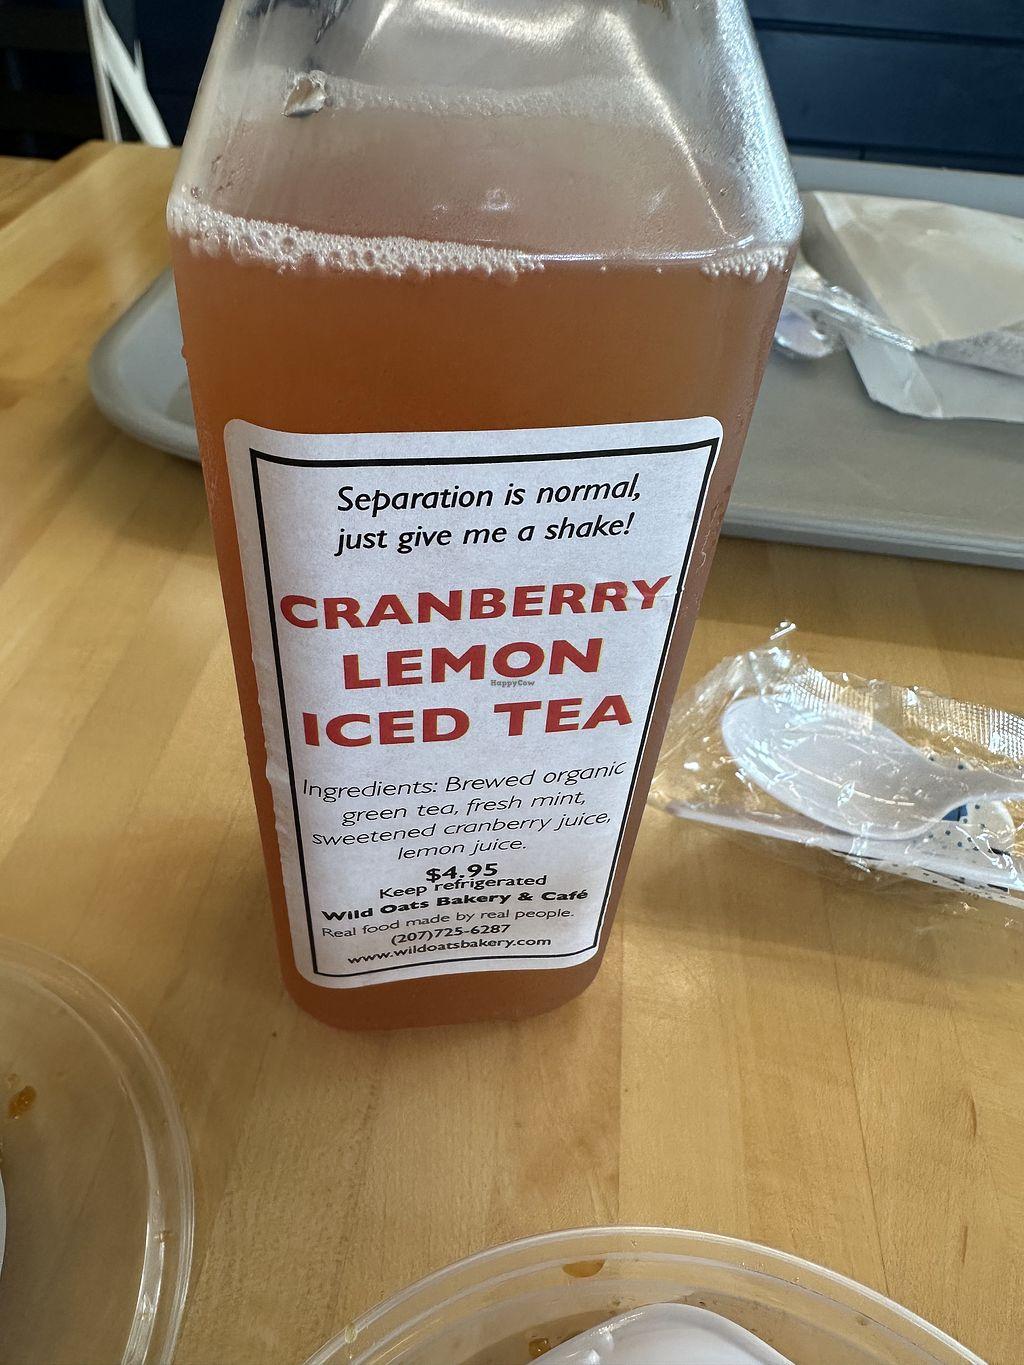 Separation is normal,
just give me a shake!
CRANBERRY
LEMON
HappyCow
ICED TEA
Ingredients: Brewed organic
green tea, fresh mint,
sweetened cranberry juice,
lemon juice.
$4.95
Keep refrigerated
Wild Oats Bakery & Café
Real food made by real people.
(207)725-6287
www.wildoatsbakery.com